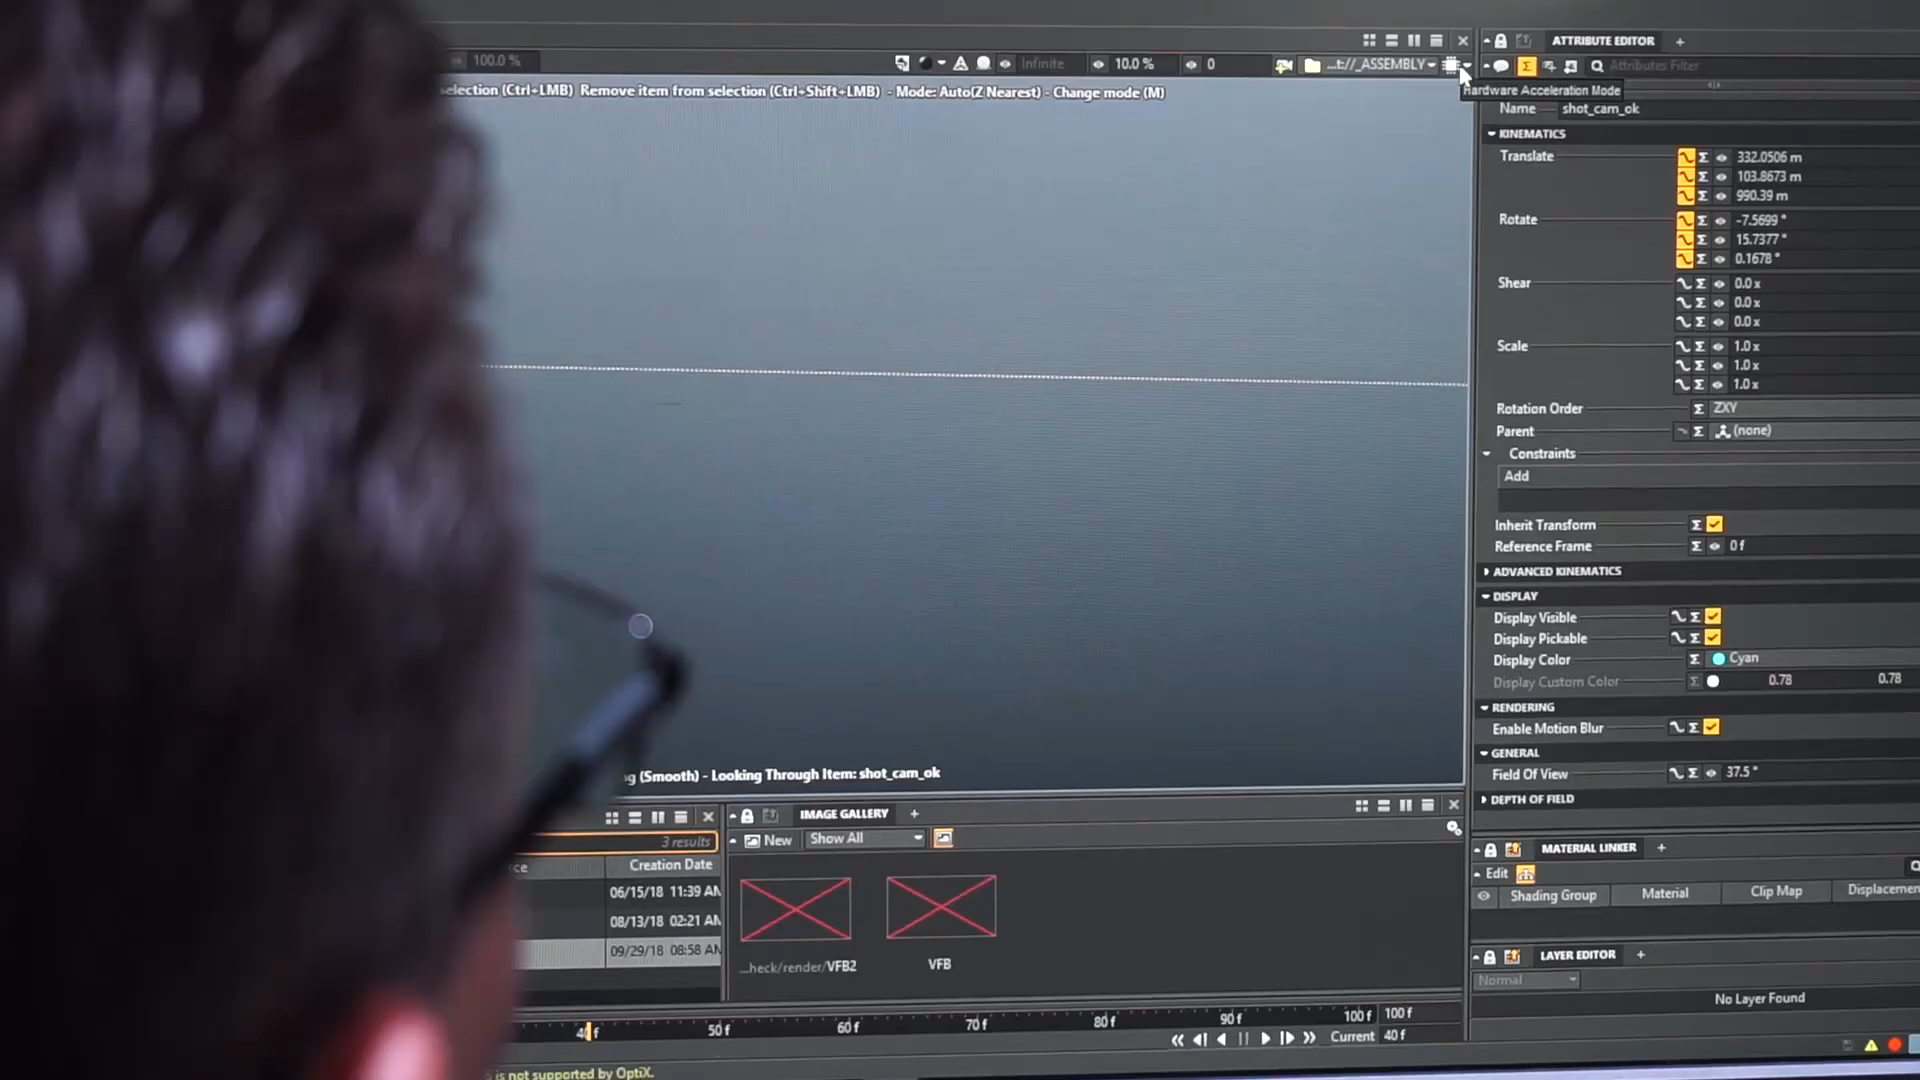 100.0 %
Infinite
10.0 %
0
...t://_ASSEMBLY
ATTRIBUTE EDITOR
+
Attributes Filter
Hardware Acceleration Mode
election (Ctrl+LMB) Remove item from selection (Ctrl+Shift+LMB) - Mode: Auto(Z Nearest) - Change mode (M)
Name shot_cam_ok
KINEMATICS
Translate 332.0506 m
103.8673 m
990.39 m
Rotate -7.5699 °
15.7377 °
0.1678 °
Shear 0.0 x
0.0 x
0.0 x
Scale 1.0 x
1.0 x
1.0 x
Rotation Order ZXY
Parent (none)
Constraints
Add
Inherit Transform
Reference Frame 0 f
ADVANCED KINEMATICS
DISPLAY
Display Visible
Display Pickable
Display Color Cyan
Display Custom Color 0.78 0.78
RENDERING
Enable Motion Blur
GENERAL
Field Of View 37.5 °
DEPTH OF FIELD
g (Smooth) - Looking Through Item: shot_cam_ok
3 results
ce Creation Date
06/15/18 11:39 AM
08/13/18 02:21 AM
09/29/18 08:58 AM
IMAGE GALLERY +
New Show All
...heck/render/VFB2
VFB
MATERIAL LINKER +
Edit
Shading Group Material Clip Map Displacemen
LAYER EDITOR +
Normal
No Layer Found
40 f 50 f 60 f 70 f 80 f 90 f 100 f 100 f
Current 40 f
is not supported by OptiX.